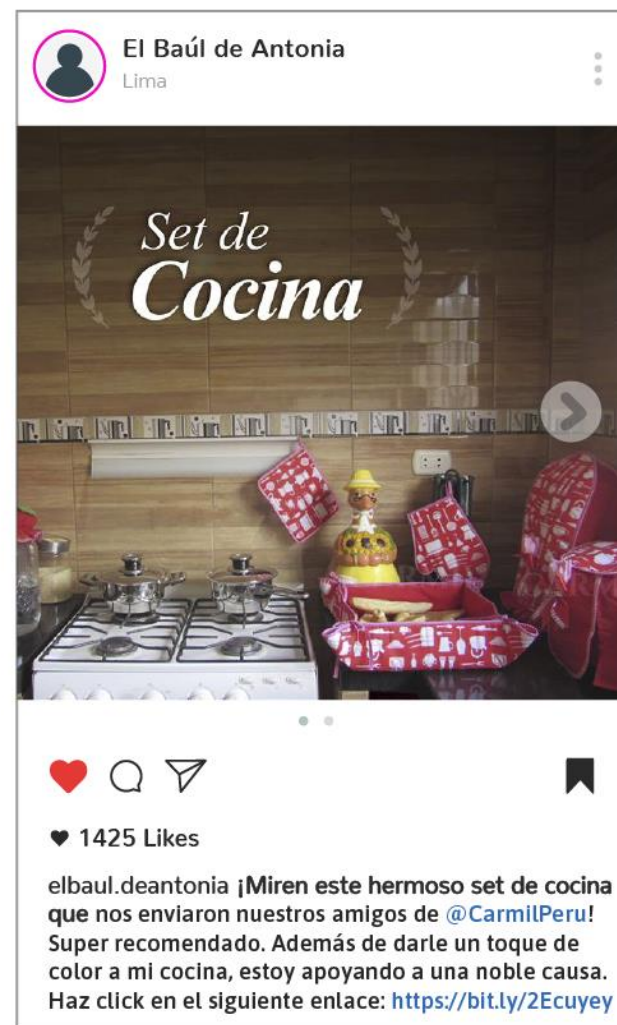 El Baúl de Antonia
Lima
Set de
Cocina
1425 Likes
elbaul.deantonia ¡Miren este hermoso set de cocina
que nos enviaron nuestros amigos de @CarmilPeru!
Super recomendado. Además de darle un toque de
color a mi cocina, estoy apoyando a una noble causa.
Haz click en el siguiente enlace: https://bit.ly/2Ecuyey